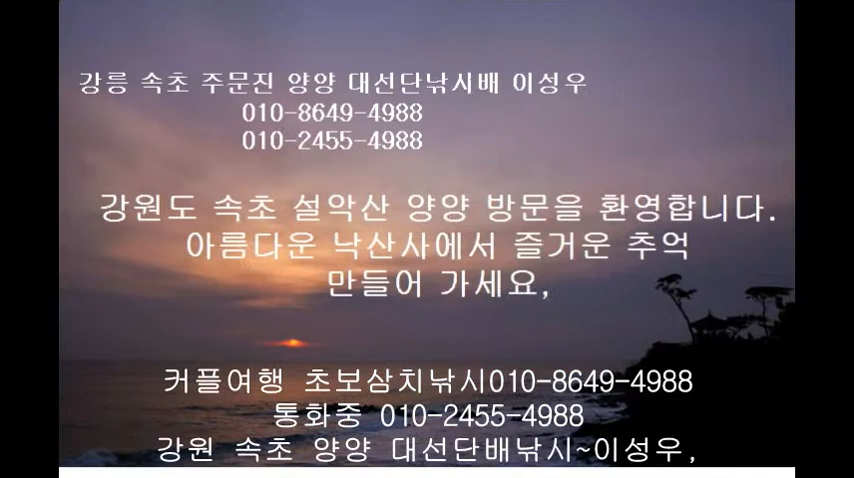 강릉 속초 주문진 양양 대선단낚시배 이성우
010-8649-4988
010-2455-4988
강원도 속초 설악산 양양 방문을 환영합니다.
아름다운 낙산사에서 즐거운 추억
만들어 가세요,
커플여행 초보삼치낚시010-8649-4988
통화중 010-2455-4988
강원 속초 양양 대선단배낚시~이성우,